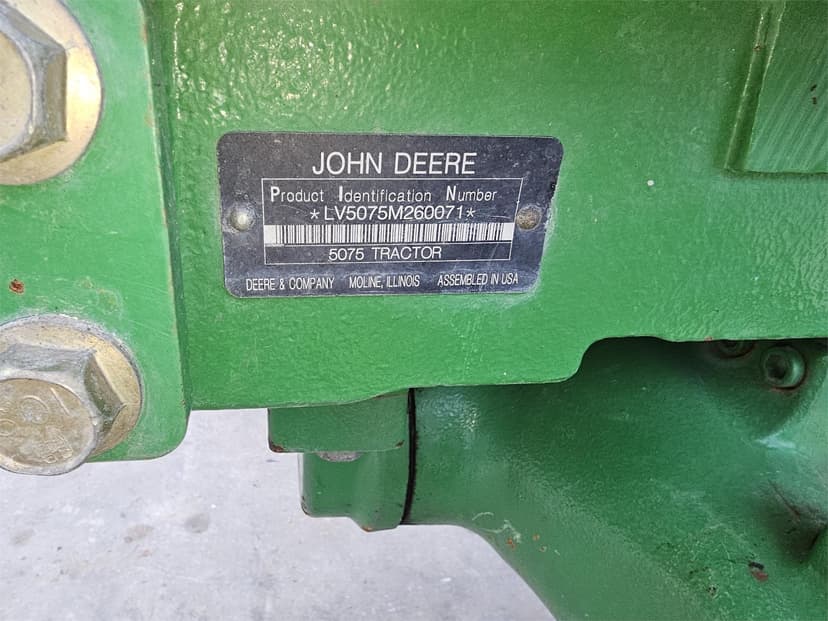 JOHN DEERE
Product Identification Number
*LV5075M260071*
5075 TRACTOR
DEERE & COMPANY MOLINE, ILLINOIS ASSEMBLED IN USA